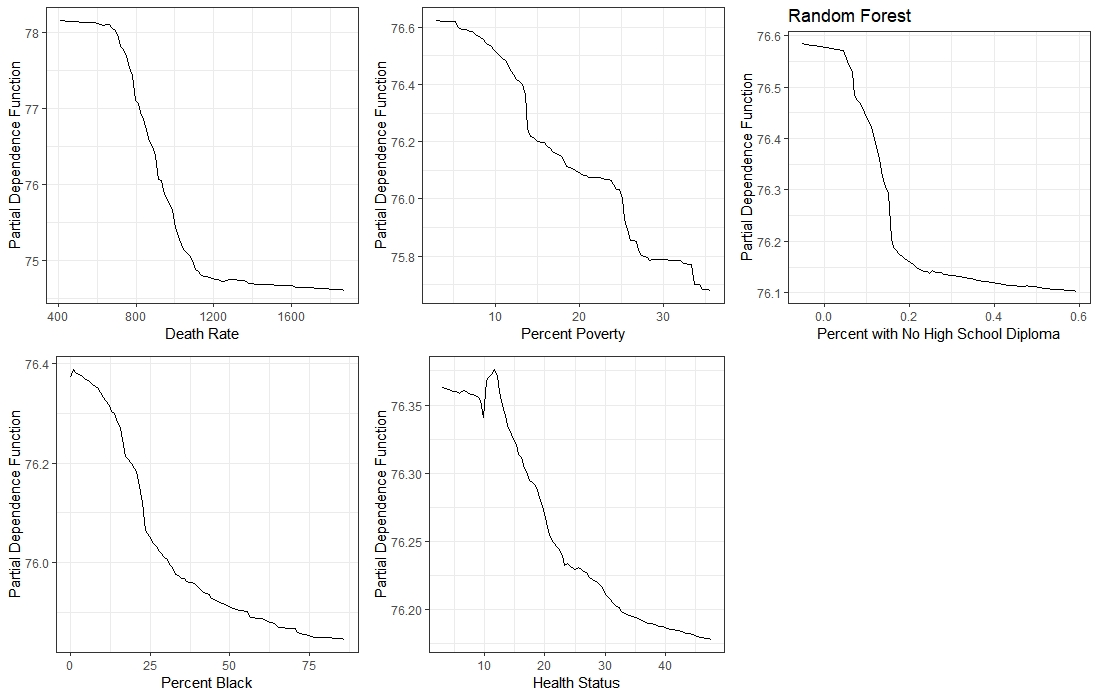 Random Forest
Partial Dependence Function
78
77
76
75
400 800 1200 1600
Death Rate
Partial Dependence Function
76.6
76.4
76.2
76.0
75.8
10 20 30
Percent Poverty
Partial Dependence Function
76.6
76.5
76.4
76.3
76.2
76.1
0.0 0.2 0.4 0.6
Percent with No High School Diploma
Partial Dependence Function
76.4
76.2
76.0
0 25 50 75
Percent Black
Partial Dependence Function
76.35
76.30
76.25
76.20
10 20 30 40
Health Status